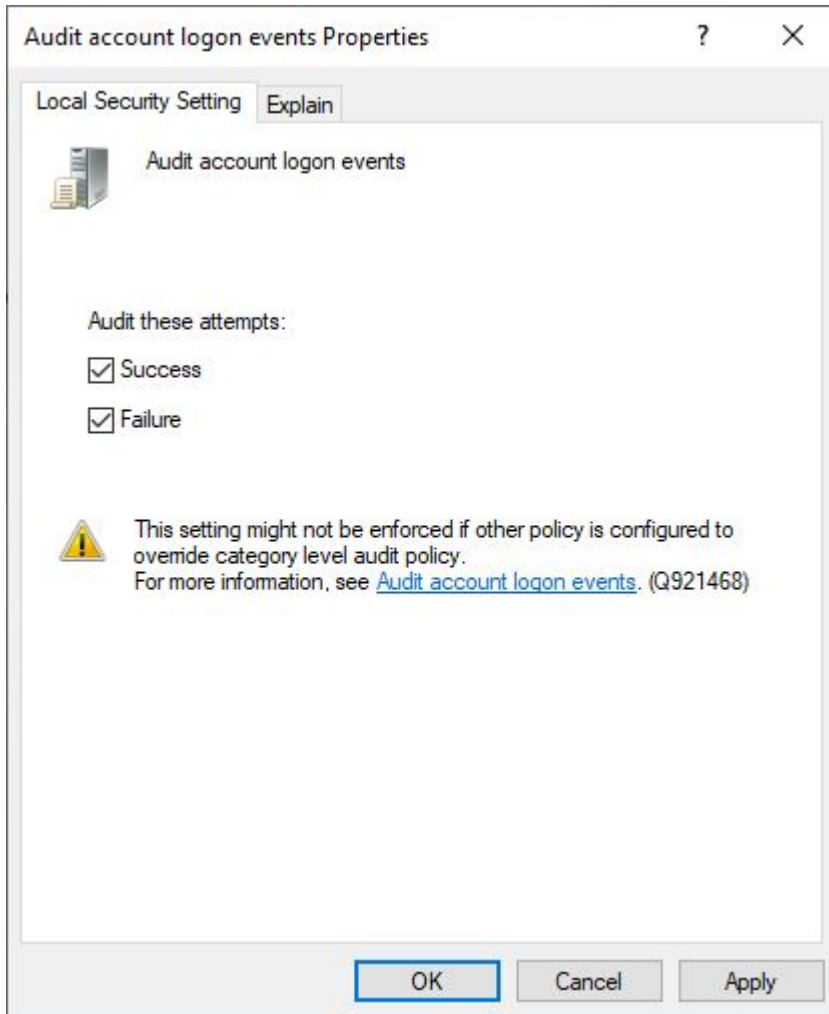 Audit account logon events Properties
?
Local Security Setting
Explain
Audit account logon events
Audit these attempts:
Success
Failure
This setting might not be enforced if other policy is configured to
override category level audit policy.
For more information, see Audit account logon events. (Q921468)
OK
Cancel
Apply